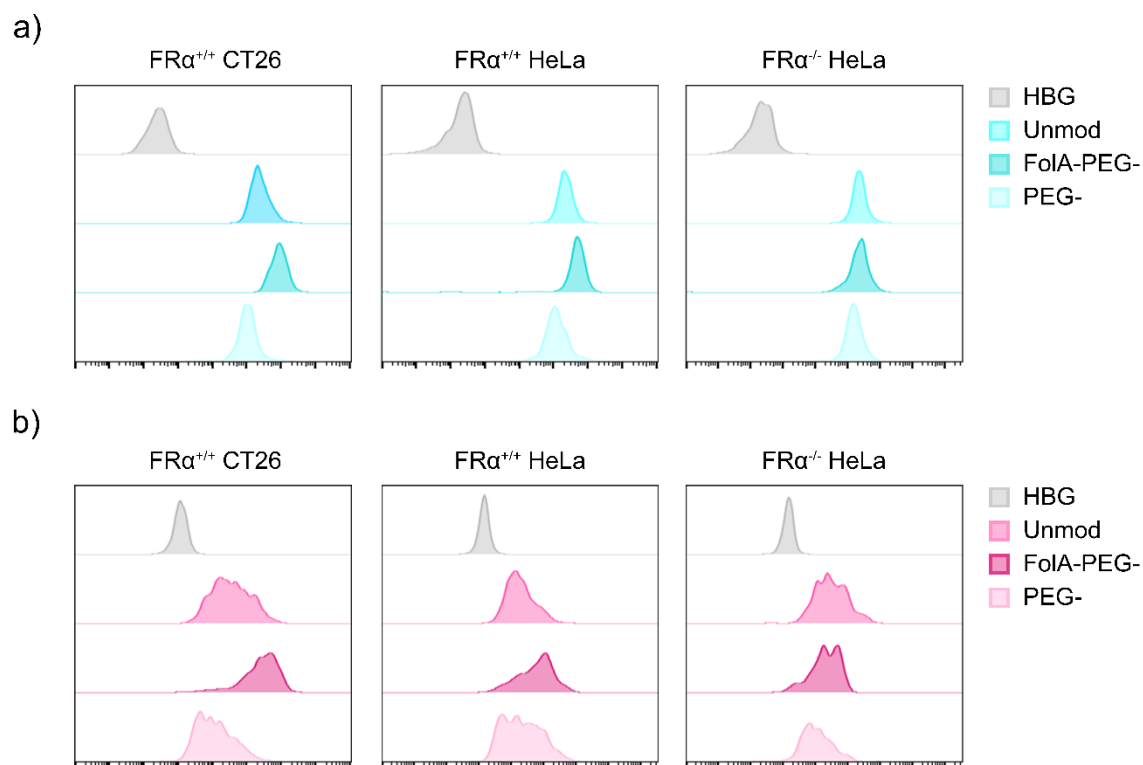 a)
FRα+/+ CT26
FRα+/+ HeLa
FRα-/- HeLa
HBG
Unmod
FolA-PEG-
PEG-
b)
FRα+/+ CT26
FRα+/+ HeLa
FRα-/- HeLa
HBG
Unmod
FolA-PEG-
PEG-